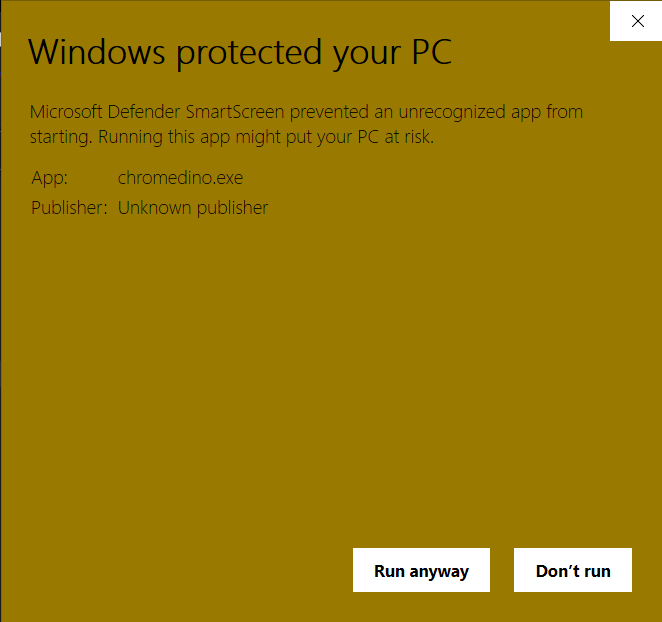 Windows protected your PC
Microsoft Defender SmartScreen prevented an unrecognized app from
starting. Running this app might put your PC at risk.
App: chromedino.exe
Publisher: Unknown publisher
Run anyway Don’t run